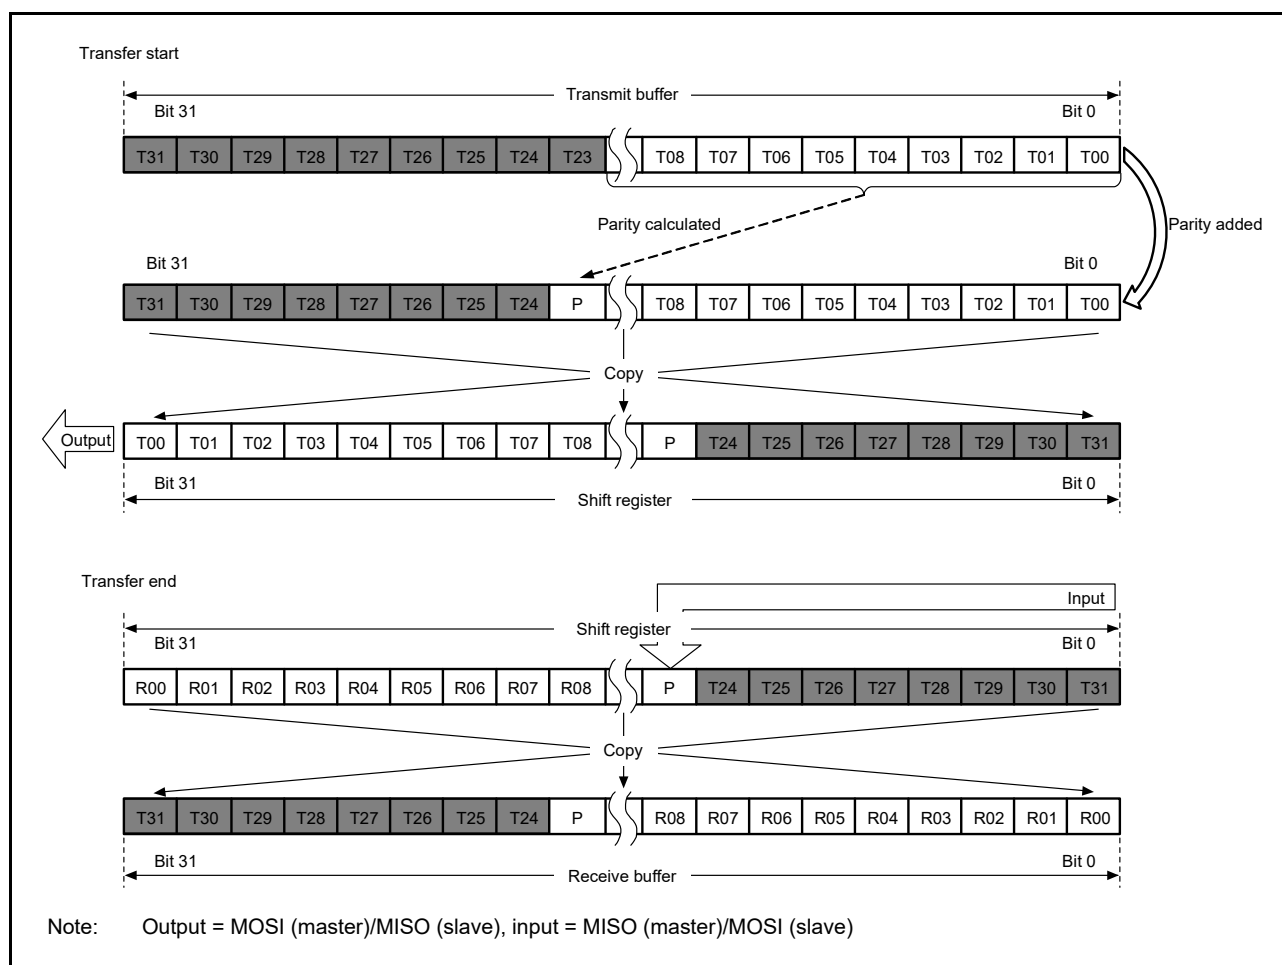 Transfer start
Transmit buffer
Bit 31 Bit 0
T31 T30 T29 T28 T27 T26 T25 T24 T23 T08 T07 T06 T05 T04 T03 T02 T01 T00
Parity calculated Parity added
Bit 31 Bit 0
T31 T30 T29 T28 T27 T26 T25 T24 P T08 T07 T06 T05 T04 T03 T02 T01 T00
Copy
Output T00 T01 T02 T03 T04 T05 T06 T07 T08 P T24 T25 T26 T27 T28 T29 T30 T31
Bit 31 Bit 0
Shift register
Transfer end
Input
Shift register
Bit 31 Bit 0
R00 R01 R02 R03 R04 R05 R06 R07 R08 P T24 T25 T26 T27 T28 T29 T30 T31
Copy
T31 T30 T29 T28 T27 T26 T25 T24 P R08 R07 R06 R05 R04 R03 R02 R01 R00
Bit 31 Bit 0
Receive buffer
Note: Output = MOSI (master)/MISO (slave), input = MISO (master)/MOSI (slave)